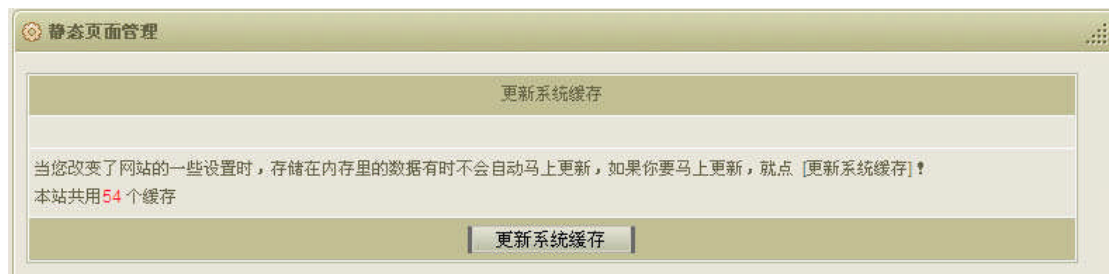 静态页面管理
更新系统缓存
当您改变了网站的一些设置时，存储在内存里的数据有时不会自动马上更新，如果你要马上更新，就点 [更新系统缓存]！
本站共用54 个缓存
更新系统缓存